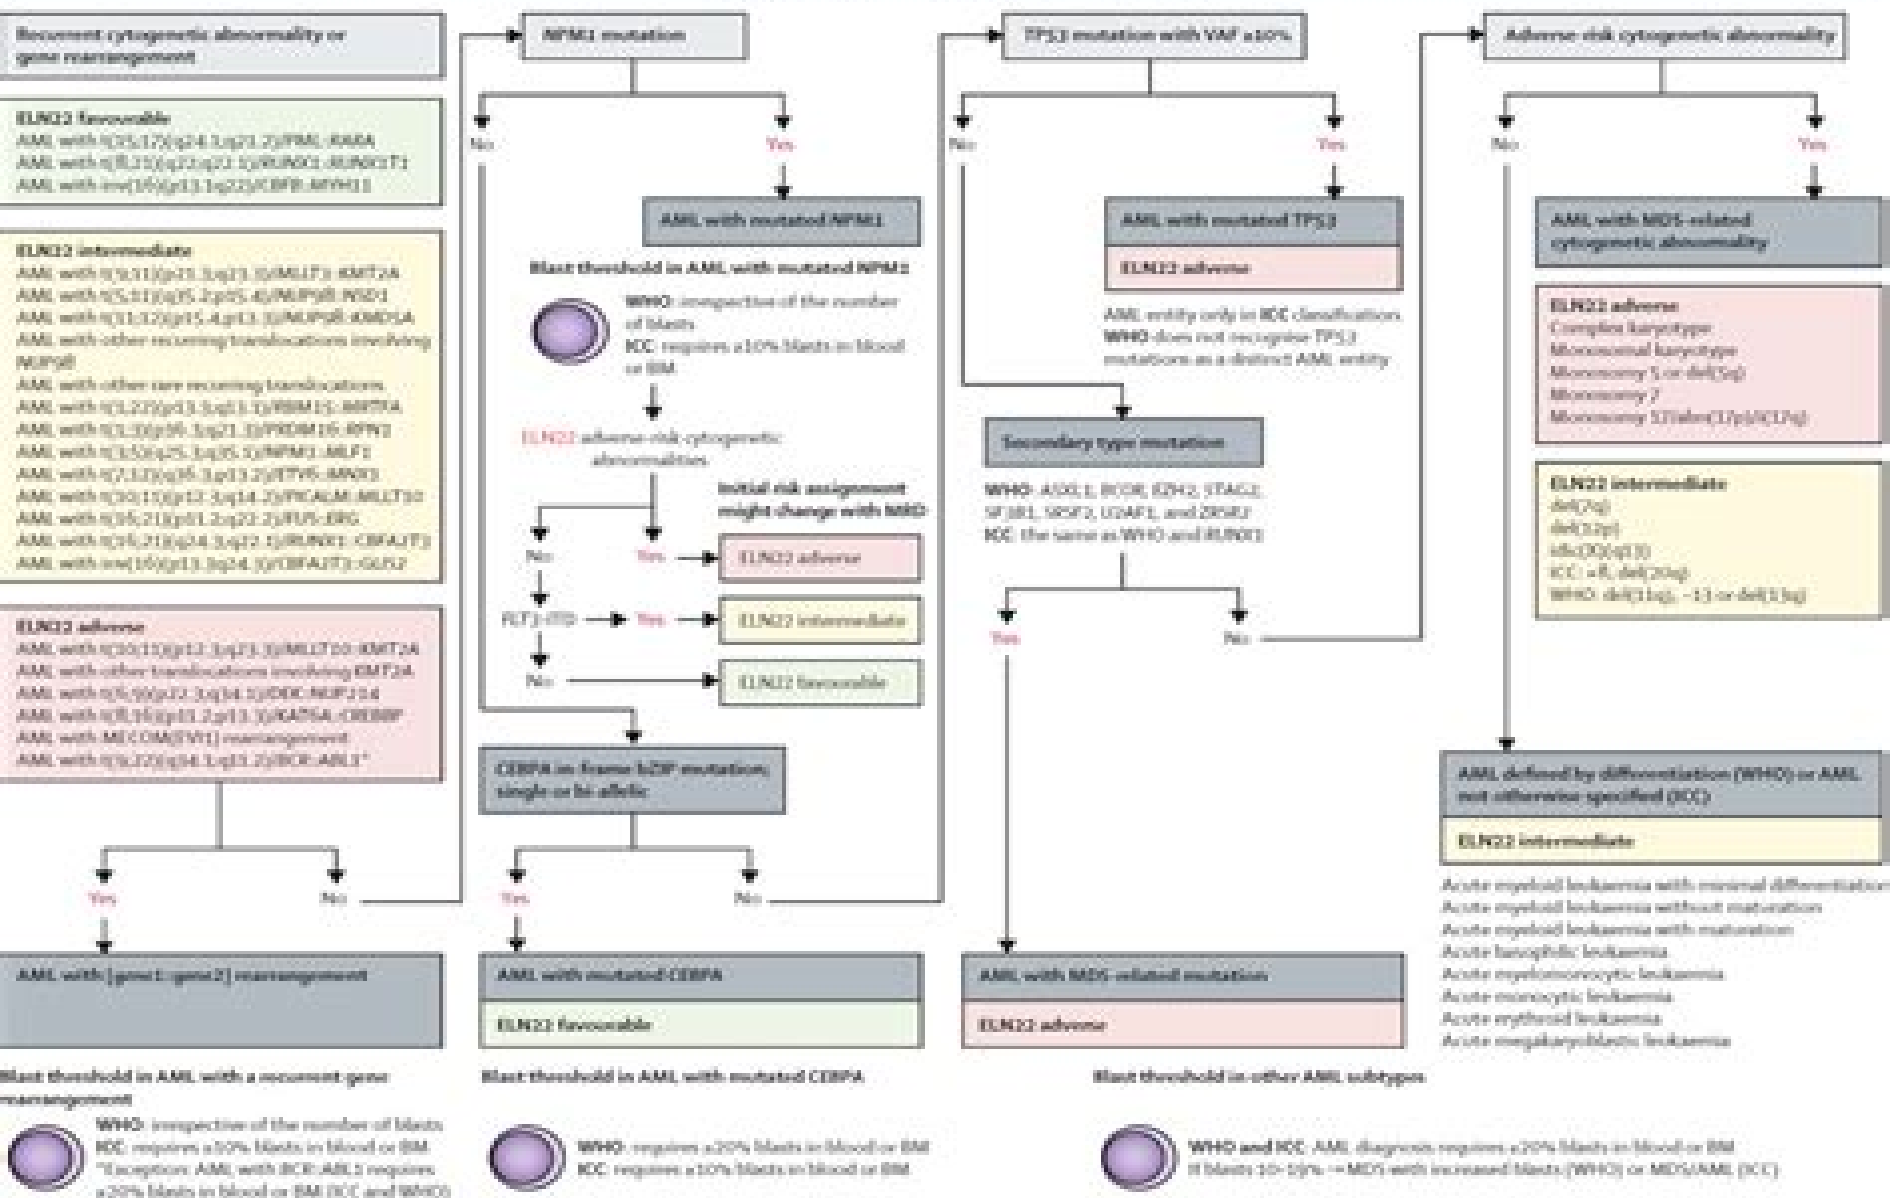 Recurrent cytogenetic abnormality or
gene rearrangement
ELN22 favourable
AML with t(15;17)(q24.1;q21.2)/PML::RARA
AML with t(8;21)(q22;q22.1)/RUNX1::RUNX1T1
AML with inv(16)(p13.1q22)/CBFB::MYH11
ELN22 intermediate
AML with t(9;11)(p21.3;q23.3)/MLLT3::KMT2A
AML with t(5;11)(q35.2;p15.4)/NUP98::NSD1
AML with t(11;12)(p15.4;p13.3)/NUP98::KMD5A
AML with other recurring translocations involving
NUP98
AML with other rare recurring translocations
AML with t(1;22)(p13.3;q13.1)/RBM15::MRTFA
AML with t(1;3)(p36.3;q21.3)/PRDM16::RPN1
AML with t(3;5)(q25.3;q35.1)/NPM1::MLF1
AML with t(7;12)(q36.3;p13.2)/ETV6::MNX1
AML with t(10;11)(p12.3;q14.2)/PICALM::MLLT10
AML with t(16;21)(p11.2;q22.2)/FUS::ERG
AML with t(16;21)(q24.3;q22.1)/RUNX1::CBFA2T3
AML with inv(16)(p13.3q24.3)/CBFA2T3::GLIS2
ELN22 adverse
AML with t(10;11)(p12.3;q23.3)/MLLT10::KMT2A
AML with other translocations involving KMT2A
AML with t(6;9)(p22.3;q34.1)/DEK::NUP214
AML with t(8;16)(p11.2;p13.3)/KAT6A::CREBBP
AML with MECOM(EVI1) rearrangement
AML with t(9;22)(q34.1;q11.2)/BCR::ABL1*
Yes
No
AML with [gene1::gene2] rearrangement
Blast threshold in AML with a recurrent gene
rearrangement
WHO: irrespective of the number of blasts
ICC: requires ≥10% blasts in blood or BM
*Exception: AML with BCR::ABL1 requires
≥20% blasts in blood or BM (ICC and WHO)
NPM1 mutation
No
Yes
AML with mutated NPM1
Blast threshold in AML with mutated NPM1
WHO: irrespective of the number
of blasts
ICC: requires ≥10% blasts in blood
or BM
ELN22 adverse-risk cytogenetic
abnormalities
Initial risk assignment
might change with MRD
No
Yes
ELN22 adverse
FLT3-ITD
Yes
ELN22 intermediate
No
ELN22 favourable
CEBPA in-frame bZIP mutation;
single or bi-allelic
Yes
No
AML with mutated CEBPA
ELN22 favourable
Blast threshold in AML with mutated CEBPA
WHO: requires ≥20% blasts in blood or BM
ICC: requires ≥10% blasts in blood or BM
TP53 mutation with VAF ≥10%
No
Yes
AML with mutated TP53
ELN22 adverse
AML entity only in ICC classification.
WHO does not recognise TP53
mutations as a distinct AML entity
Secondary type mutation
WHO: ASXL1, BCOR, EZH2, STAG2,
SF3B1, SRSF2, U2AF1, and ZRSR2
ICC: the same as WHO and RUNX1
Yes
No
AML with MDS-related mutation
ELN22 adverse
Blast threshold in other AML subtypes
WHO and ICC: AML diagnosis requires ≥20% blasts in blood or BM
If blasts 10–19% → MDS with increased blasts (WHO) or MDS/AML (ICC)
Adverse-risk cytogenetic abnormality
No
Yes
AML with MDS-related
cytogenetic abnormality
ELN22 adverse
Complex karyotype
Monosomal karyotype
Monosomy 5 or del(5q)
Monosomy 7
Monosomy 17/abn(17p)/i(17q)
ELN22 intermediate
del(7q)
del(12p)
idic(X)(q13)
ICC: +8, del(20q)
WHO: del(11q), −13 or del(13q)
AML defined by differentiation (WHO) or AML
not otherwise specified (ICC)
ELN22 intermediate
Acute myeloid leukaemia with minimal differentiation
Acute myeloid leukaemia without maturation
Acute myeloid leukaemia with maturation
Acute basophilic leukaemia
Acute myelomonocytic leukaemia
Acute monocytic leukaemia
Acute erythroid leukaemia
Acute megakaryoblastic leukaemia